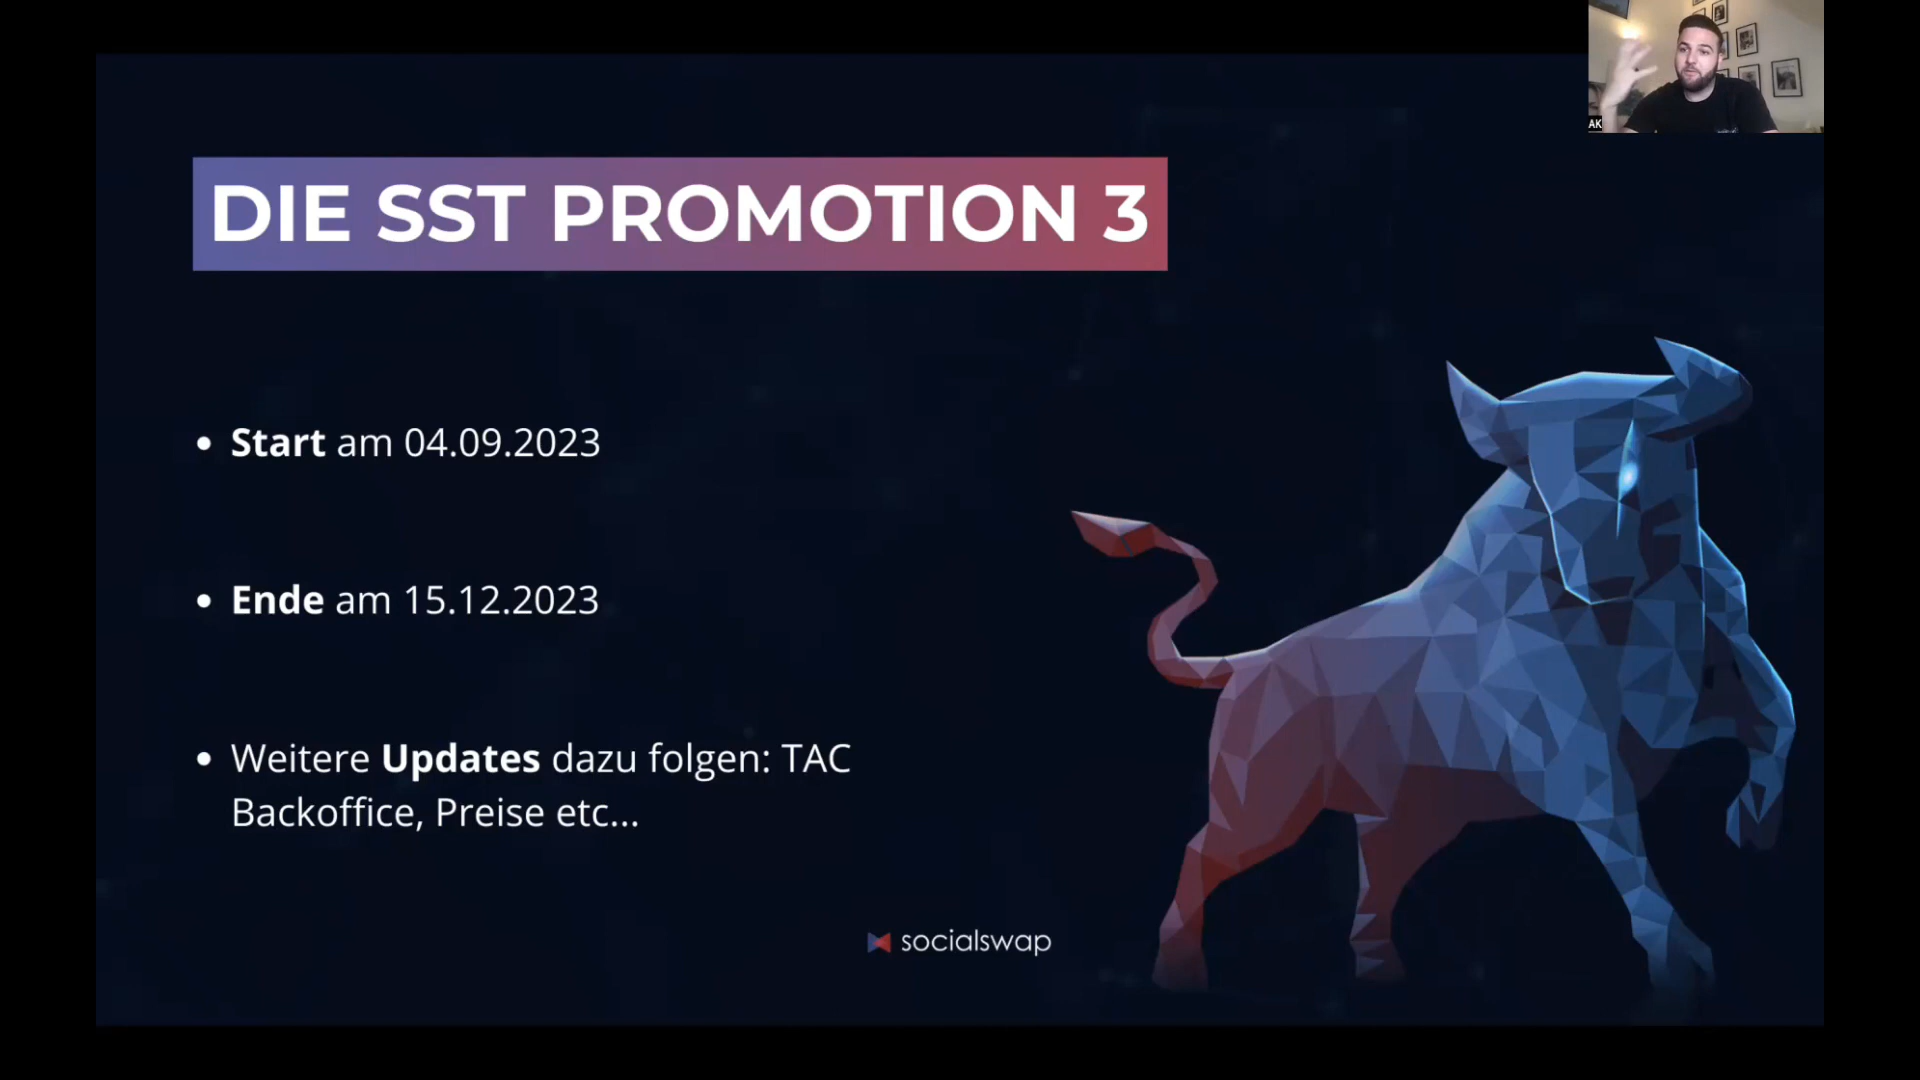 AK
DIE SST PROMOTION 3
• Start am 04.09.2023
• Ende am 15.12.2023
• Weitere Updates dazu folgen: TAC
Backoffice, Preise etc...
socialswap